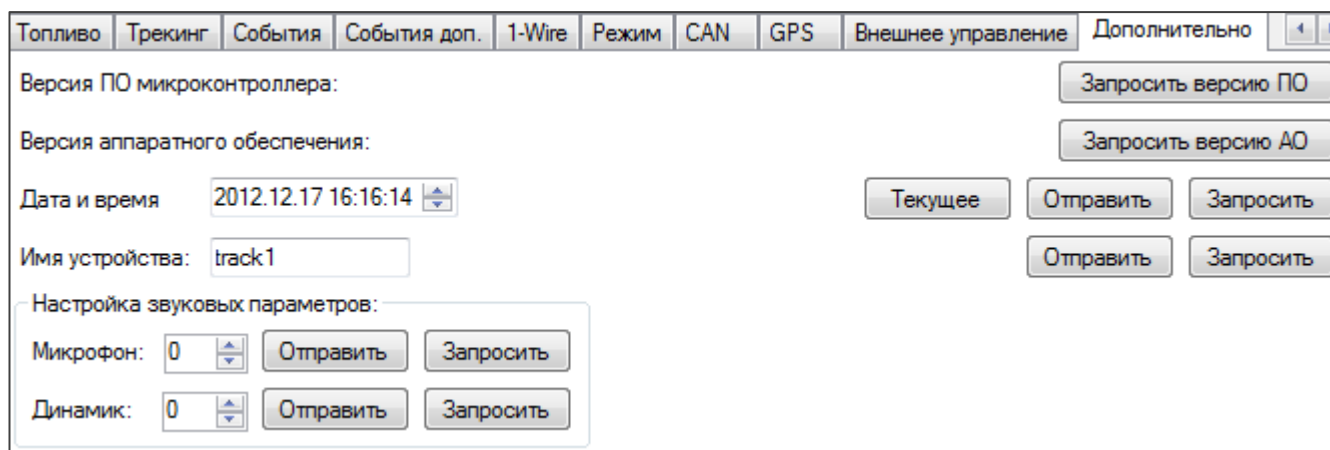 Топливо Трекинг События События доп. 1-Wire Режим CAN GPS Внешнее управление Дополнительно
Версия ПО микроконтроллера: Запросить версию ПО
Версия аппаратного обеспечения: Запросить версию АО
Дата и время 2012.12.17 16:16:14 Текущее Отправить Запросить
Имя устройства: track1 Отправить Запросить
Настройка звуковых параметров:
Микрофон: 0 Отправить Запросить
Динамик: 0 Отправить Запросить